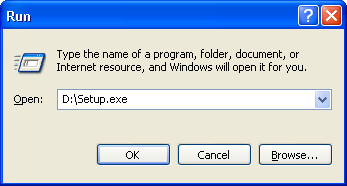 Run
Type the name of a program, folder, document, or
Internet resource, and Windows will open it for you.
Open: D:\Setup.exe
OK Cancel Browse...